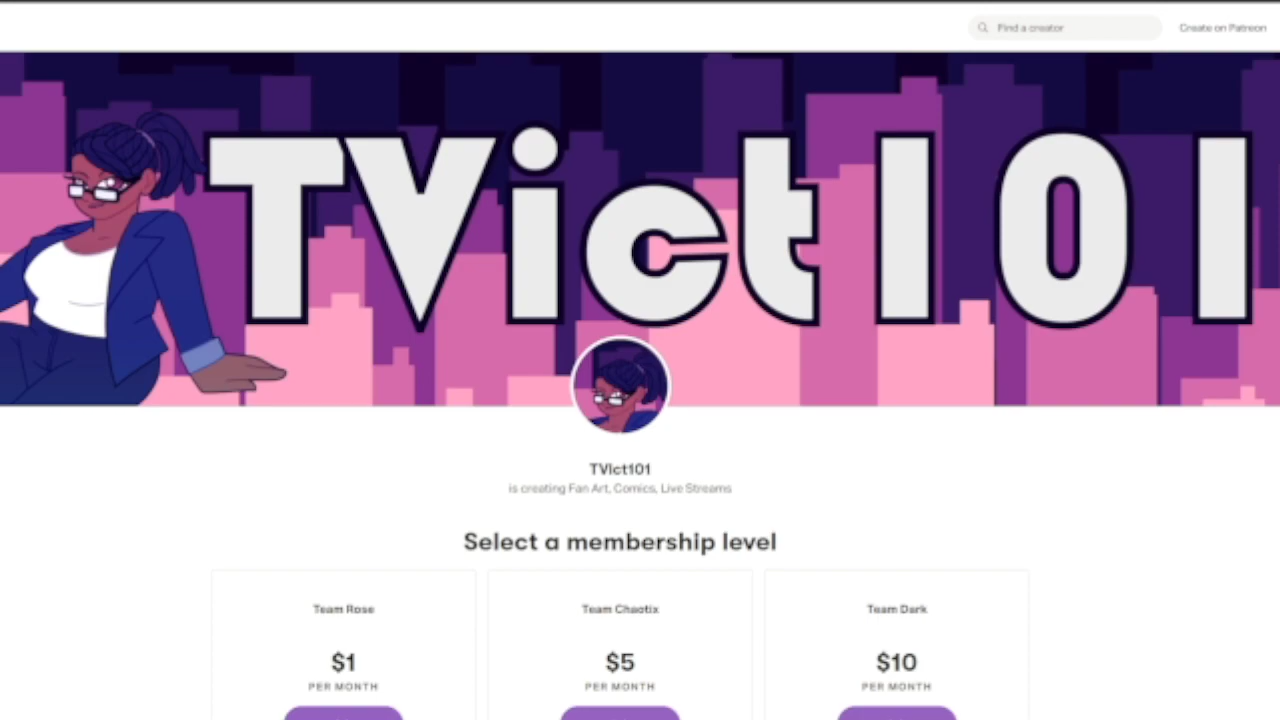 Find a creator
Create on Patreon
TVict101
TVict101
is creating Fan Art, Comics, Live Streams
Select a membership level
Team Rose
Team Chaotix
Team Dark
$1
$5
$10
PER MONTH
PER MONTH
PER MONTH